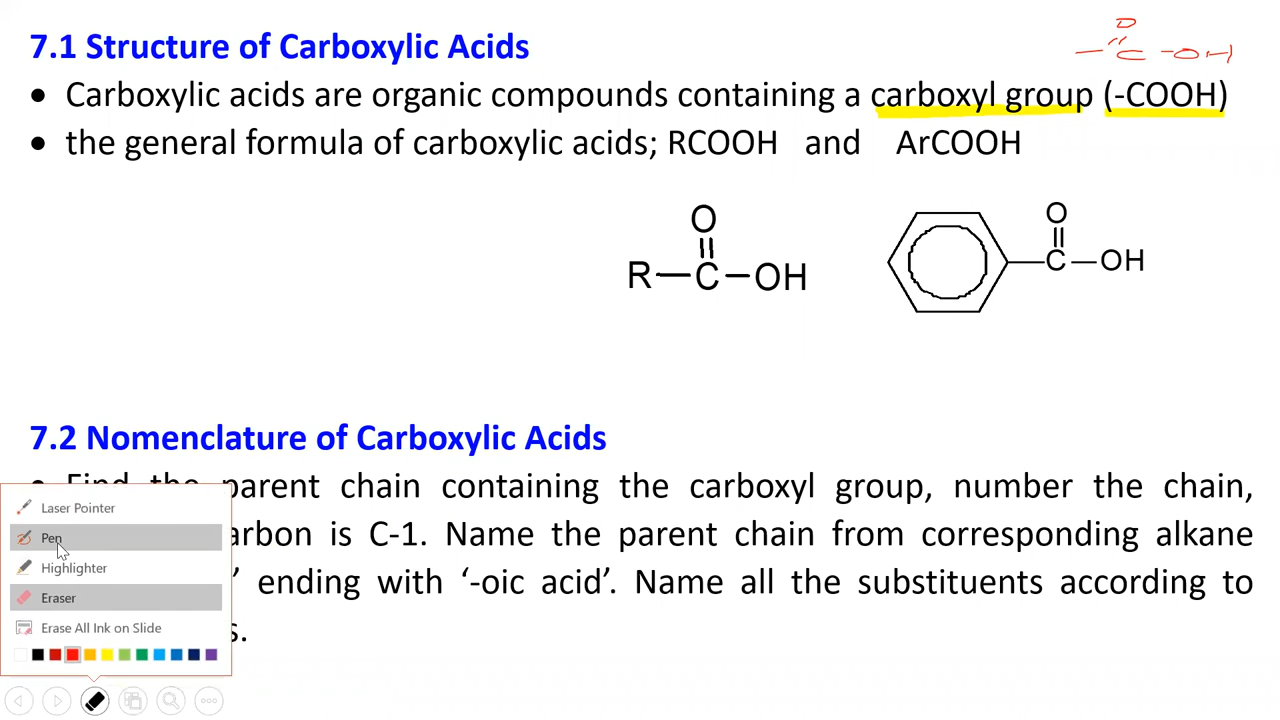 O
-C-OH
7.1 Structure of Carboxylic Acids
• Carboxylic acids are organic compounds containing a carboxyl group (-COOH)
• the general formula of carboxylic acids; RCOOH and ArCOOH
O
R—C—OH
O
C—OH
7.2 Nomenclature of Carboxylic Acids
• Find the parent chain containing the carboxyl group, number the chain,
arbon is C-1. Name the parent chain from corresponding alkane
’ ending with ‘-oic acid’. Name all the substituents according to
s.
Laser Pointer
Pen
Highlighter
Eraser
Erase All Ink on Slide